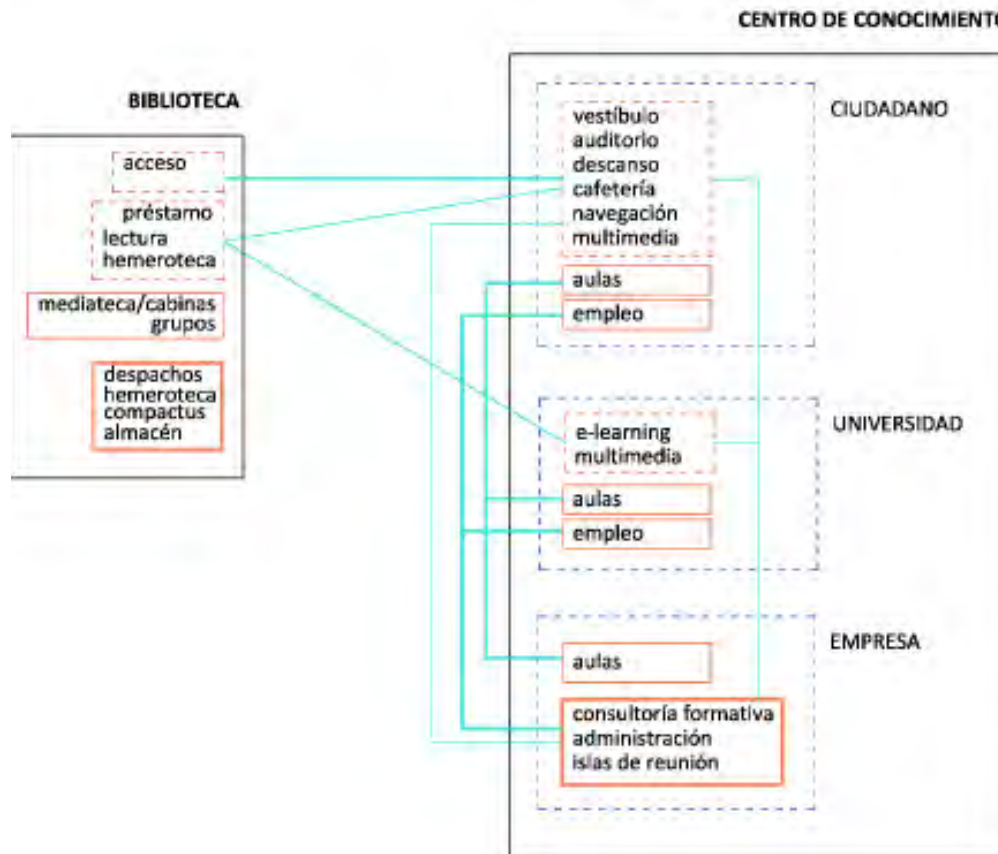 CENTRO DE CONOCIMIENTO
BIBLIOTECA
acceso
préstamo
lectura
hemeroteca
mediateca/cabinas
grupos
despachos
hemeroteca
compactus
almacén
CIUDADANO
vestíbulo
auditorio
descanso
cafetería
navegación
multimedia
aulas
empleo
UNIVERSIDAD
e-learning
multimedia
aulas
empleo
EMPRESA
aulas
consultoría formativa
administración
islas de reunión